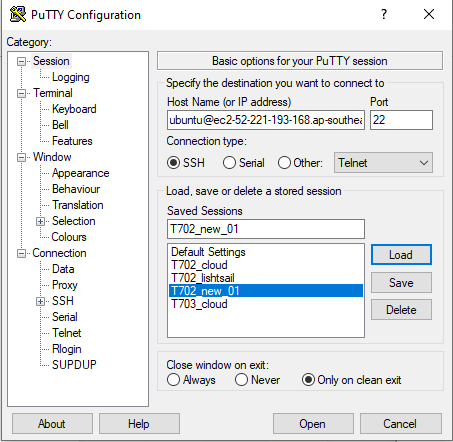 PuTTY Configuration
Category:
Session
Logging
Terminal
Keyboard
Bell
Features
Window
Appearance
Behaviour
Translation
Selection
Colours
Connection
Data
Proxy
SSH
Serial
Telnet
Rlogin
SUPDUP
Basic options for your PuTTY session
Specify the destination you want to connect to
Host Name (or IP address) Port
ubuntu@ec2-52-221-193-168.ap-southea 22
Connection type:
SSH Serial Other: Telnet
Load, save or delete a stored session
Saved Sessions
T702_new_01
Default Settings
T702_cloud
T702_lishtsail
T702_new_01
T703_cloud
Load
Save
Delete
Close window on exit:
Always Never Only on clean exit
About Help Open Cancel